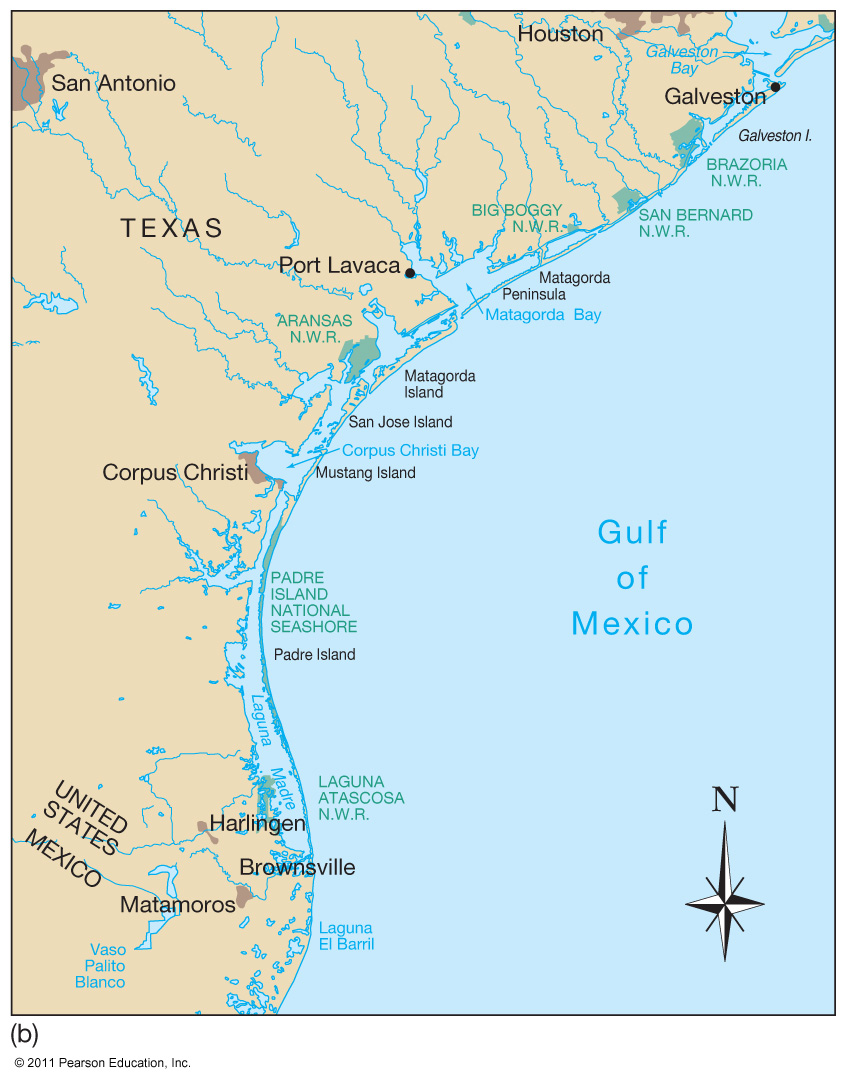 Houston
Galveston
Bay
San Antonio
Galveston
Galveston I.
BRAZORIA
N.W.R.
BIG BOGGY
N.W.R.
SAN BERNARD
N.W.R.
TEXAS
Port Lavaca
Matagorda
Peninsula
Matagorda Bay
ARANSAS
N.W.R.
Matagorda
Island
San Jose Island
Corpus Christi Bay
Corpus Christi
Mustang Island
Gulf
of
Mexico
PADRE
ISLAND
NATIONAL
SEASHORE
Padre Island
Laguna
Madre
LAGUNA
ATASCOSA
N.W.R.
UNITED
STATES
MEXICO
Harlingen
Brownsville
Matamoros
Laguna
El Barril
Vaso
Palito
Blanco
N
(b)
© 2011 Pearson Education, Inc.